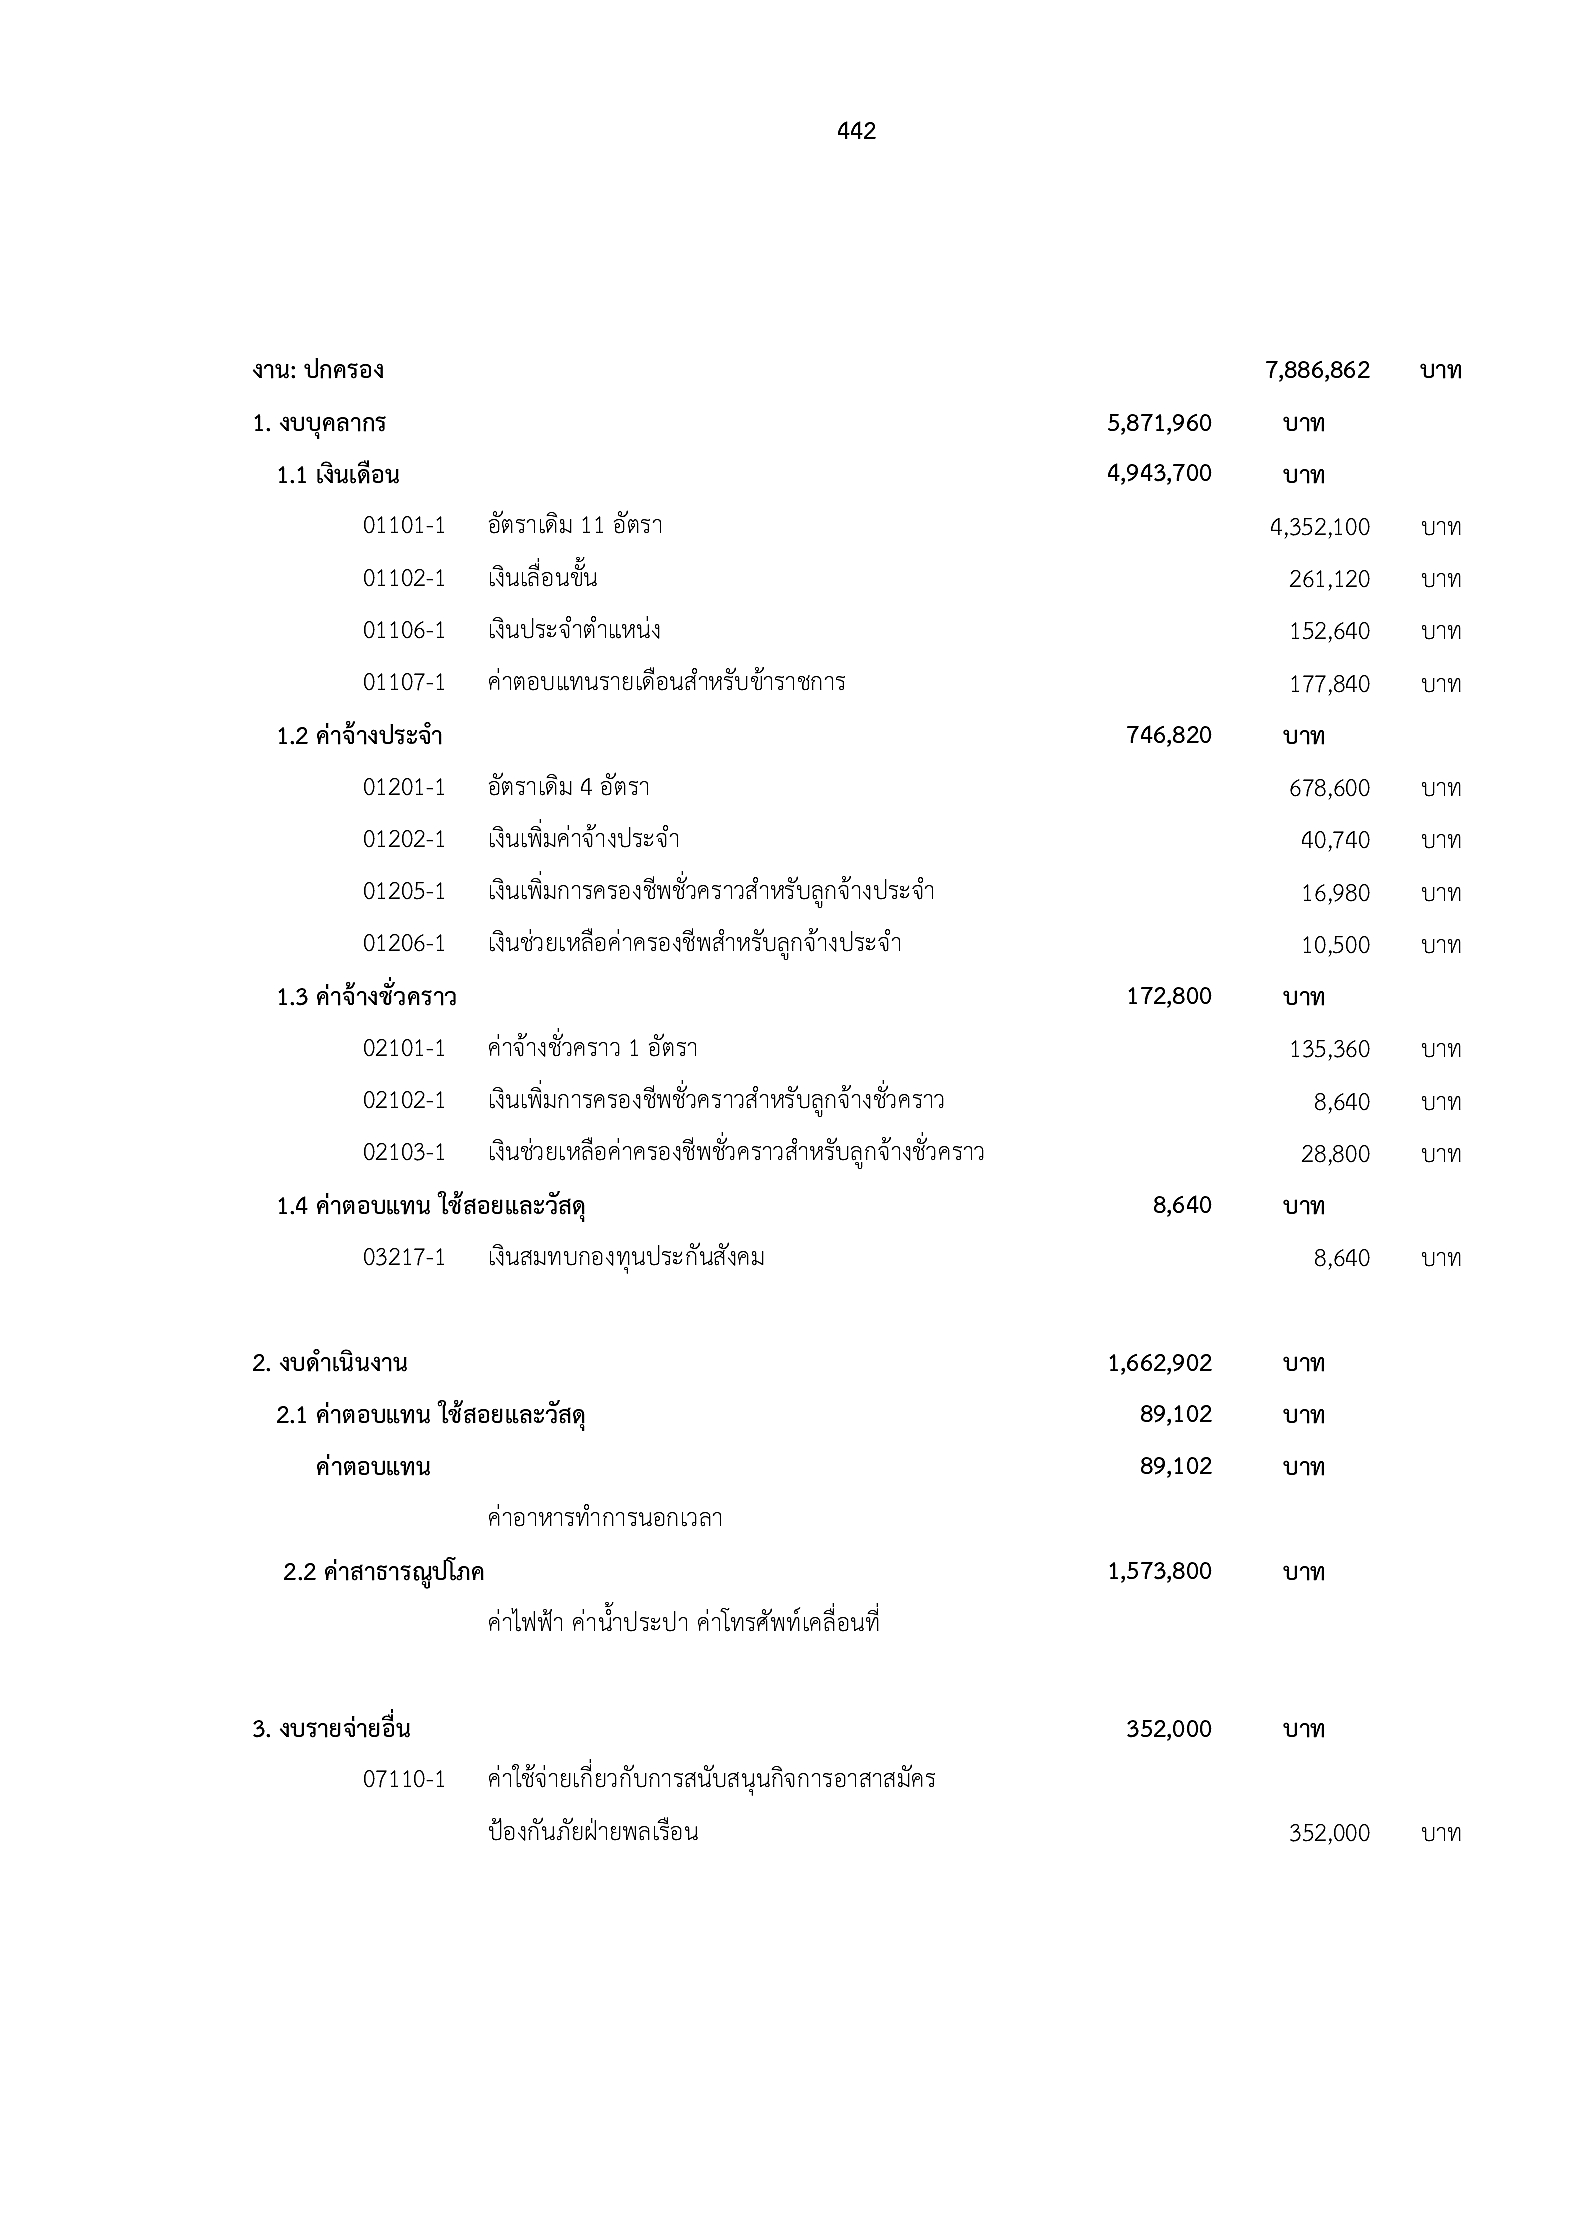 442
งาน: ปกครอง 7,886,862 บาท
1. งบบุคลากร 5,871,960 บาท
1.1 เงินเดือน 4,943,700 บาท
01101-1 อัตราเดิม 11 อัตรา 4,352,100 บาท
01102-1 เงินเลื่อนขั้น 261,120 บาท
01106-1 เงินประจำตำแหน่ง 152,640 บาท
01107-1 ค่าตอบแทนรายเดือนสำหรับข้าราชการ 177,840 บาท
1.2 ค่าจ้างประจำ 746,820 บาท
01201-1 อัตราเดิม 4 อัตรา 678,600 บาท
01202-1 เงินเพิ่มค่าจ้างประจำ 40,740 บาท
01205-1 เงินเพิ่มการครองชีพชั่วคราวสำหรับลูกจ้างประจำ 16,980 บาท
01206-1 เงินช่วยเหลือค่าครองชีพสำหรับลูกจ้างประจำ 10,500 บาท
1.3 ค่าจ้างชั่วคราว 172,800 บาท
02101-1 ค่าจ้างชั่วคราว 1 อัตรา 135,360 บาท
02102-1 เงินเพิ่มการครองชีพชั่วคราวสำหรับลูกจ้างชั่วคราว 8,640 บาท
02103-1 เงินช่วยเหลือค่าครองชีพชั่วคราวสำหรับลูกจ้างชั่วคราว 28,800 บาท
1.4 ค่าตอบแทน ใช้สอยและวัสดุ 8,640 บาท
03217-1 เงินสมทบกองทุนประกันสังคม 8,640 บาท
2. งบดำเนินงาน 1,662,902 บาท
2.1 ค่าตอบแทน ใช้สอยและวัสดุ 89,102 บาท
ค่าตอบแทน 89,102 บาท
ค่าอาหารทำการนอกเวลา
2.2 ค่าสาธารณูปโภค 1,573,800 บาท
ค่าไฟฟ้า ค่าน้ำประปา ค่าโทรศัพท์เคลื่อนที่
3. งบรายจ่ายอื่น 352,000 บาท
07110-1 ค่าใช้จ่ายเกี่ยวกับการสนับสนุนกิจการอาสาสมัคร
ป้องกันภัยฝ่ายพลเรือน 352,000 บาท